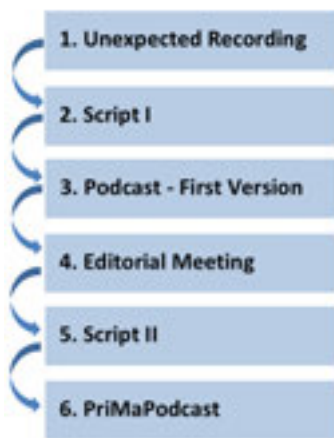 1. Unexpected Recording
2. Script I
3. Podcast - First Version
4. Editorial Meeting
5. Script II
6. PriMaPodcast